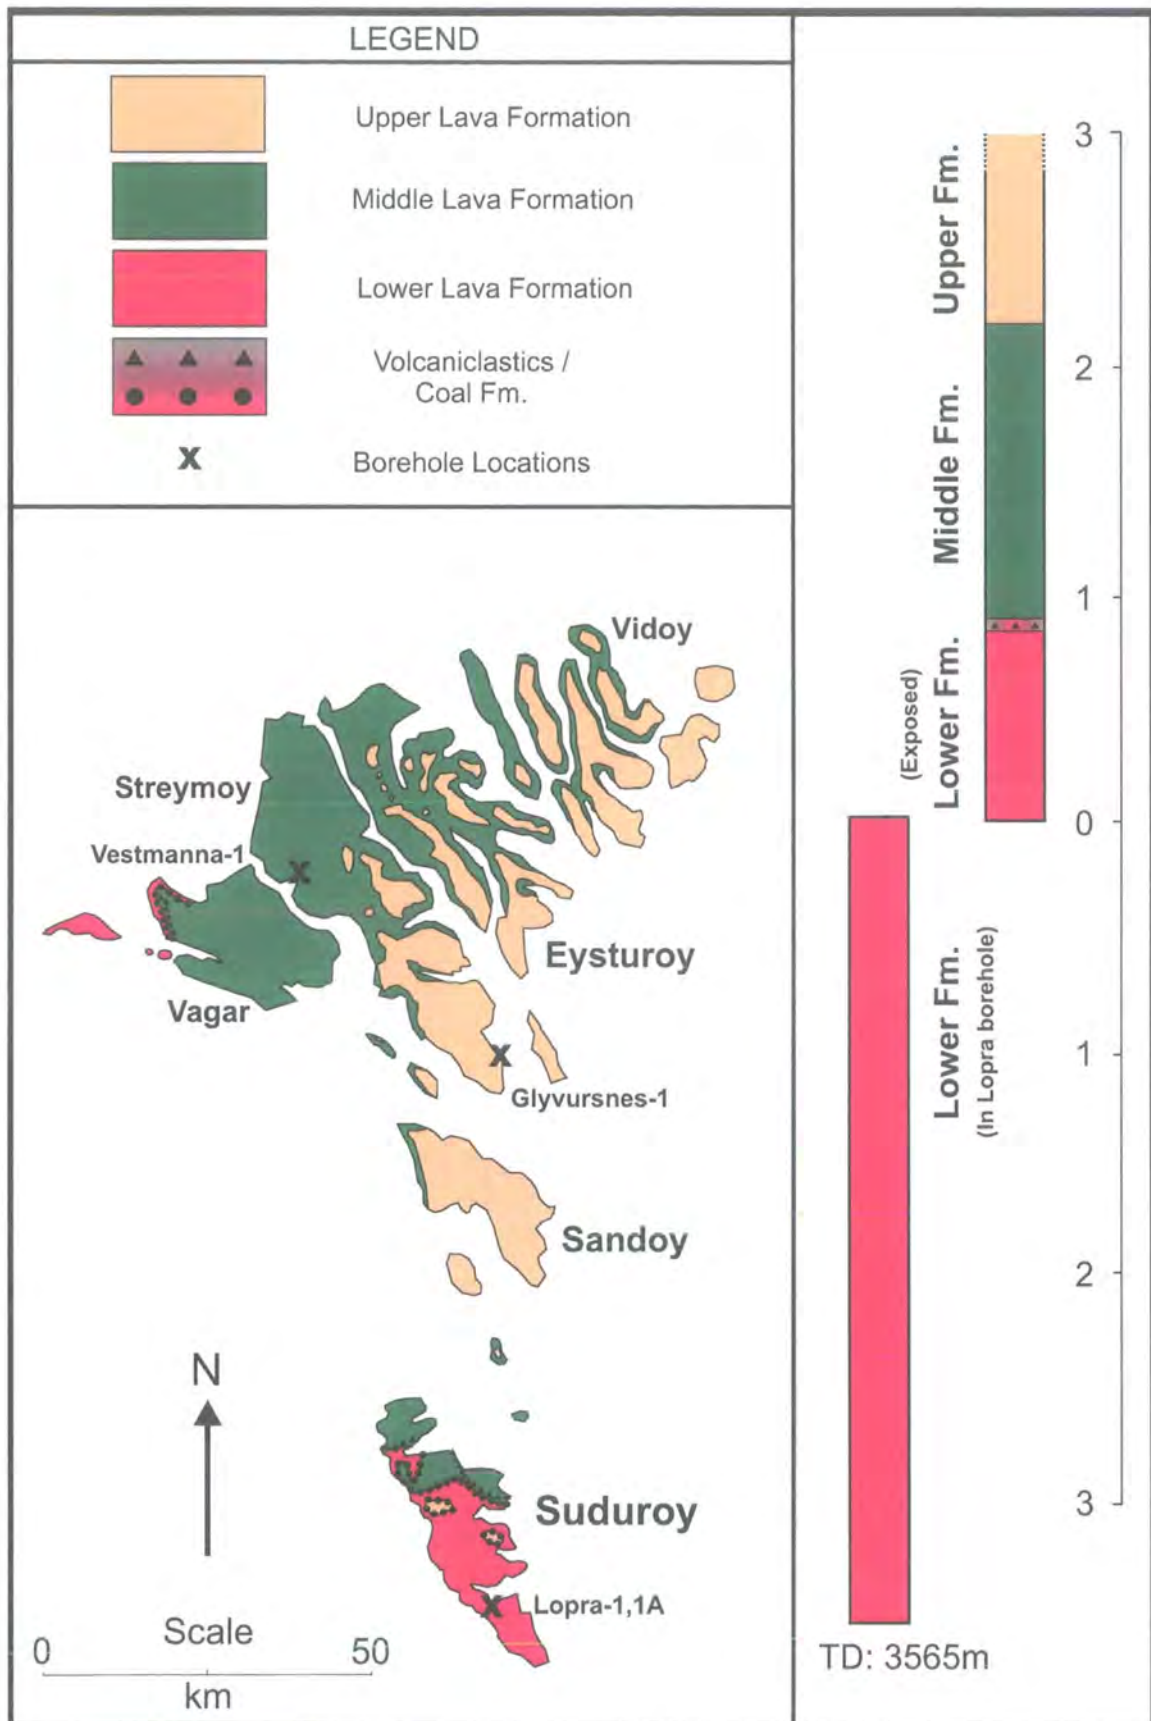 LEGEND
Upper Lava Formation
Middle Lava Formation
Lower Lava Formation
Volcaniclastics /
Coal Fm.
x
Borehole Locations
Vidoy
Streymoy
Vestmanna-1
x
Eysturoy
Vagar
x
Glyvursnes-1
Sandoy
N
Suduroy
x
Lopra-1,1A
Scale
0
50
km
3
Upper Fm.
2
Middle Fm.
1
Lower Fm.
(Exposed)
0
Lower Fm.
(In Lopra borehole)
1
2
3
TD: 3565m